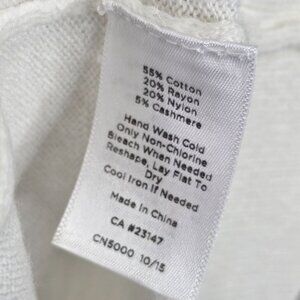 55% Cotton
20% Rayon
20% Nylon
5% Cashmere
Hand Wash Cold
Only Non-Chlorine
Bleach When Needed
Reshape, Lay Flat To
Dry
Cool Iron If Needed
Made In China
CA #23147
CN5000 10/15